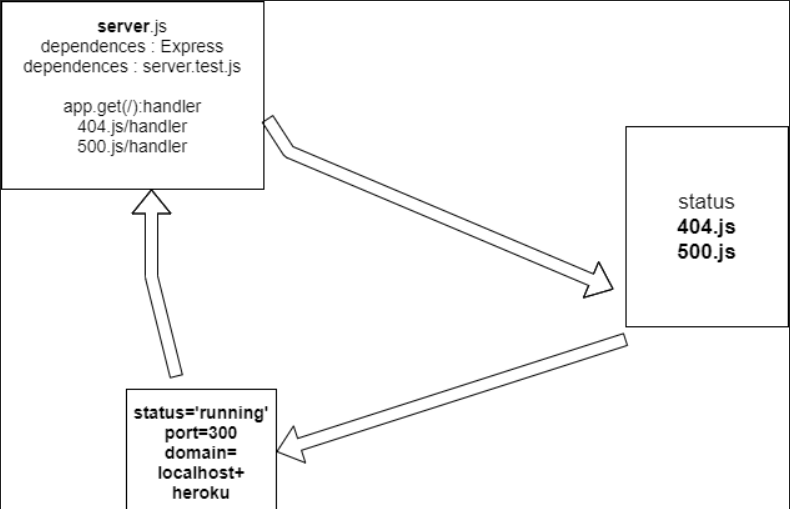 server.js
dependences : Express
dependences : server.test.js
app.get(/):handler
404.js/handler
500.js/handler
status
404.js
500.js
status='running'
port=300
domain=
localhost+
heroku